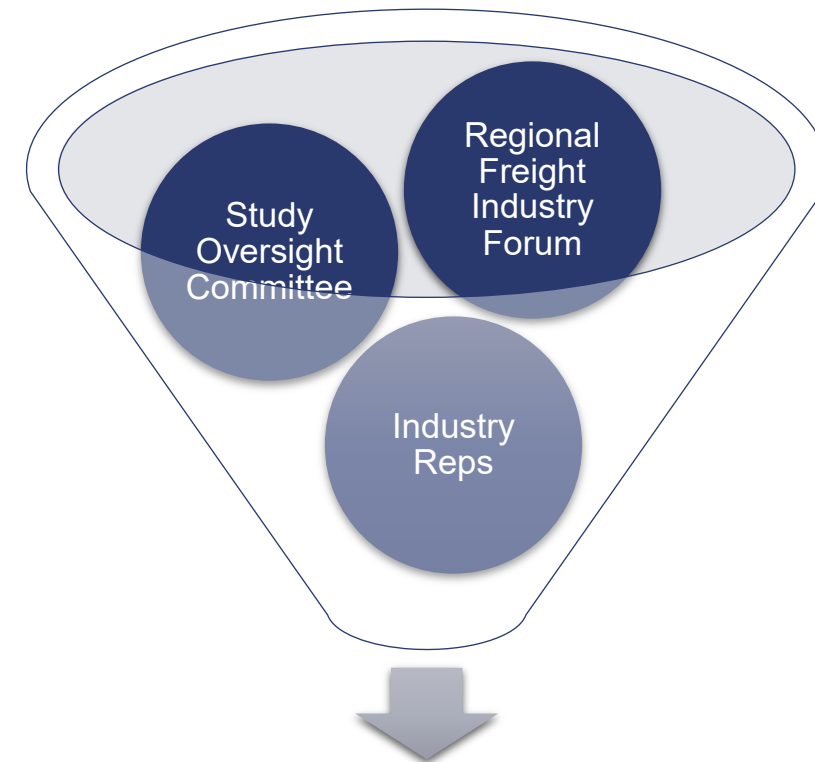 Regional
Freight
Industry
Forum
Study
Oversight
Committee
Industry
Reps